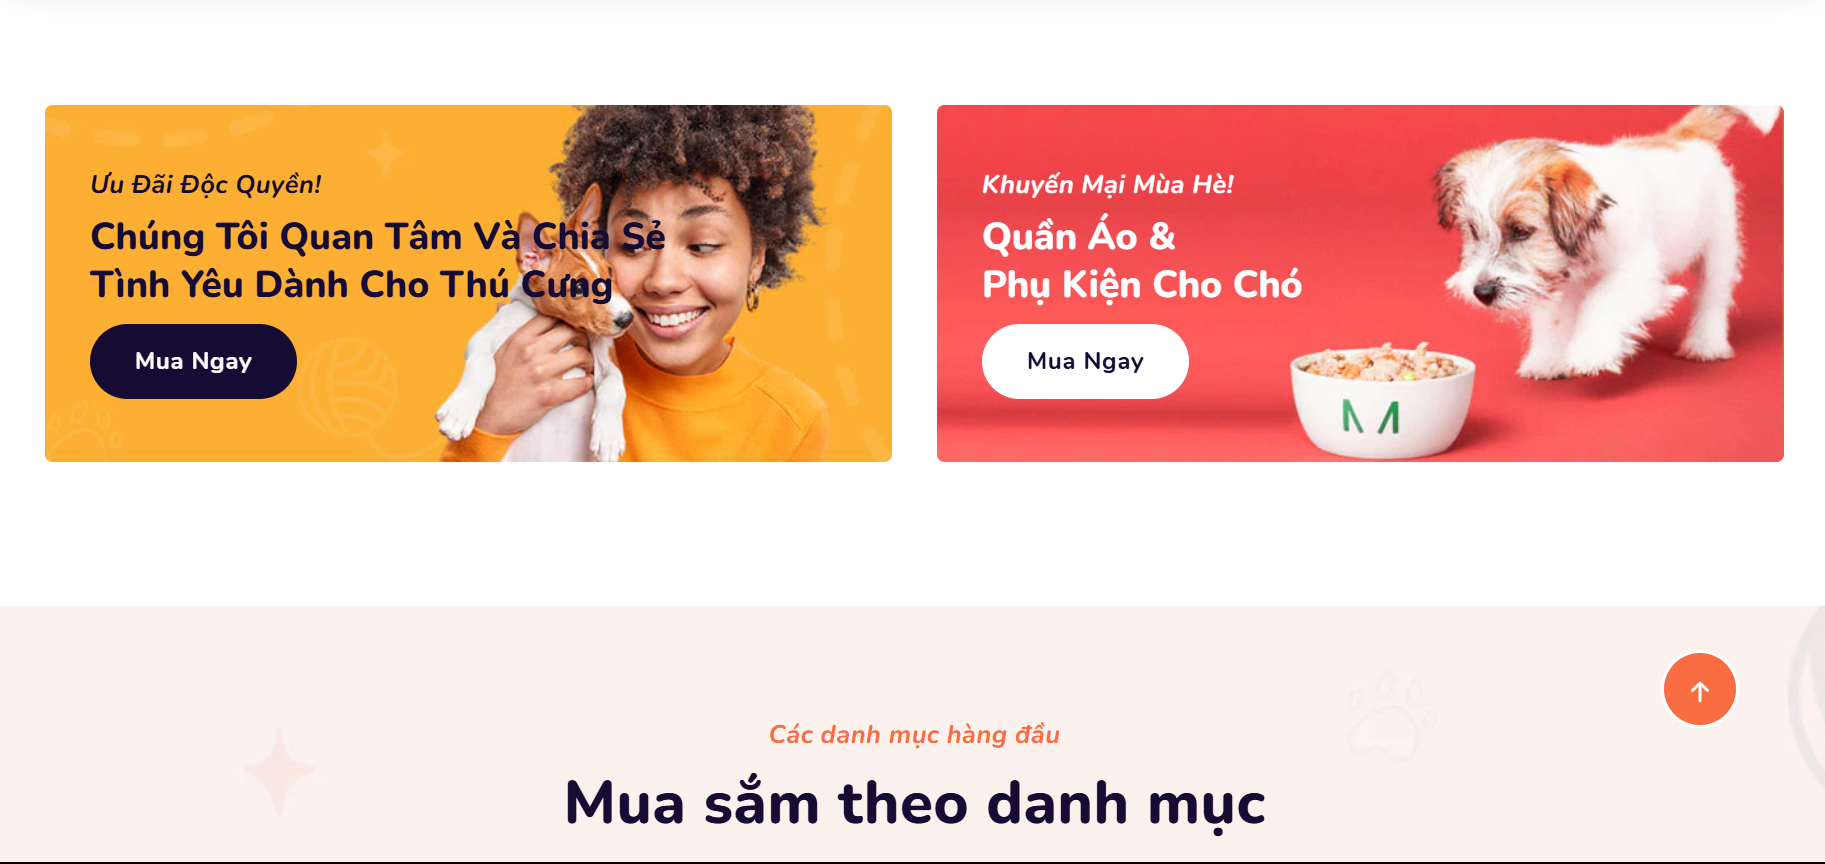 Ưu Đãi Độc Quyền!
Chúng Tôi Quan Tâm Và Chia Sẻ
Tình Yêu Dành Cho Thú Cưng
Mua Ngay
Khuyến Mại Mùa Hè!
Quần Áo &
Phụ Kiện Cho Chó
Mua Ngay
Các danh mục hàng đầu
Mua sắm theo danh mục